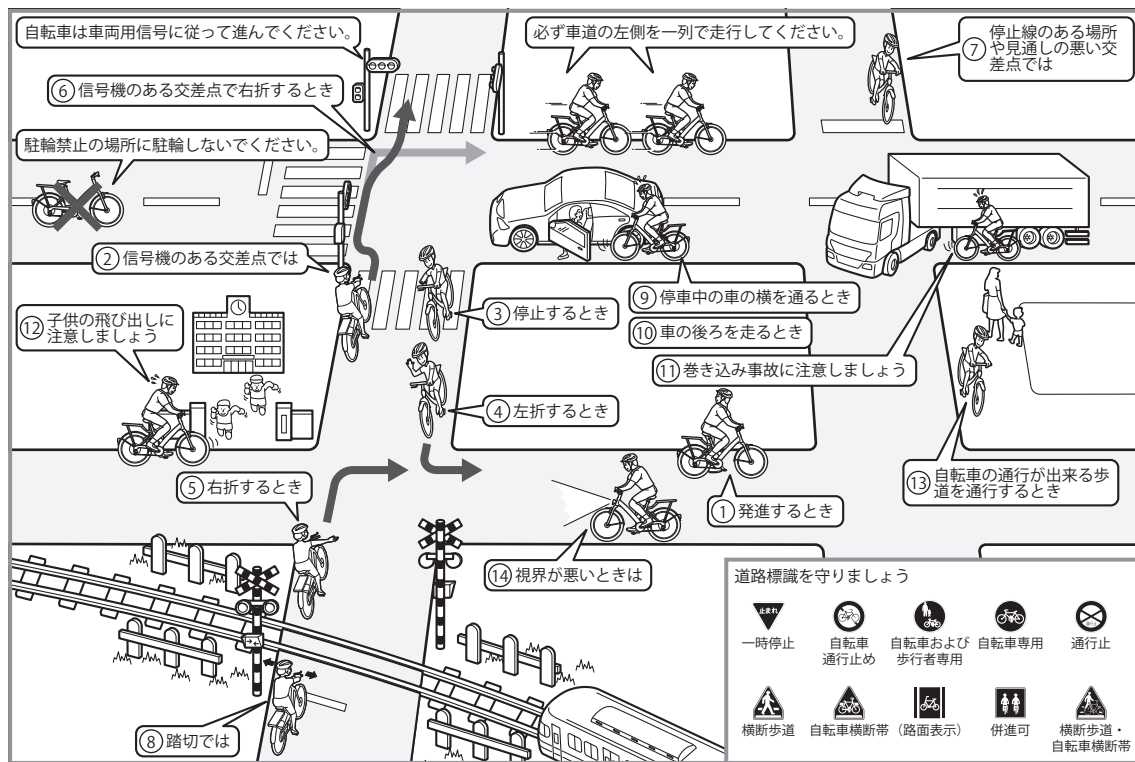 自転車は車両用信号に従って進んでください。
必ず車道の左側を一列で走行してください。
⑦ 停止線のある場所
や見通しの悪い交
差点では
⑥ 信号機のある交差点で右折するとき
駐輪禁止の場所に駐輪しないでください。
② 信号機のある交差点では
⑨ 停車中の車の横を通るとき
③ 停止するとき
⑩ 車の後ろを走るとき
⑫ 子供の飛び出しに
注意しましょう
⑪ 巻き込み事故に注意しましょう
④ 左折するとき
⑤ 右折するとき
⑬ 自転車の通行が出来る歩
道を通行するとき
① 発進するとき
⑭ 視界が悪いときは
⑧ 踏切では
道路標識を守りましょう
止まれ
一時停止
自転車
通行止め
自転車および
歩行者専用
自転車専用
通行止
横断歩道
自転車横断帯
（路面表示）
併進可
横断歩道・
自転車横断帯